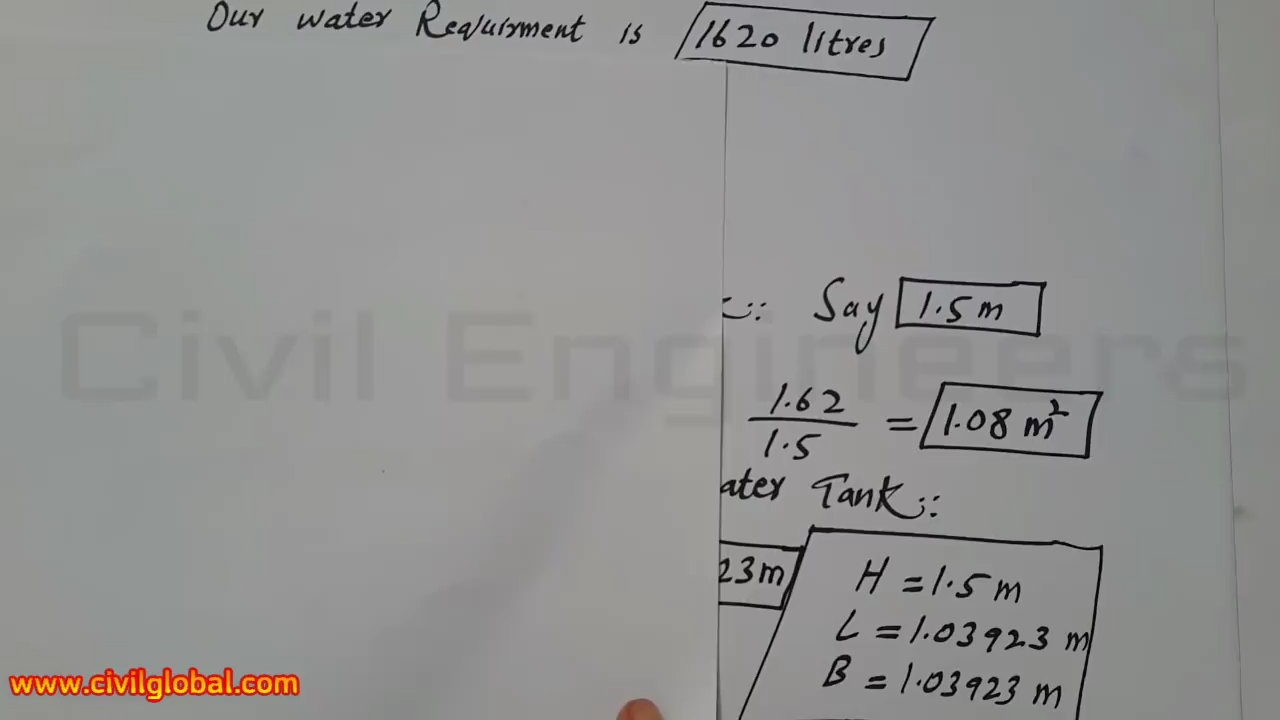 Our water Requirment is 1620 litres
Say 1.5 m
1.62
1.5
= 1.08 m²
ater Tank::
23 m
H = 1.5 m
L = 1.03923 m
B = 1.03923 m
Civil Engineers
www.civilglobal.com